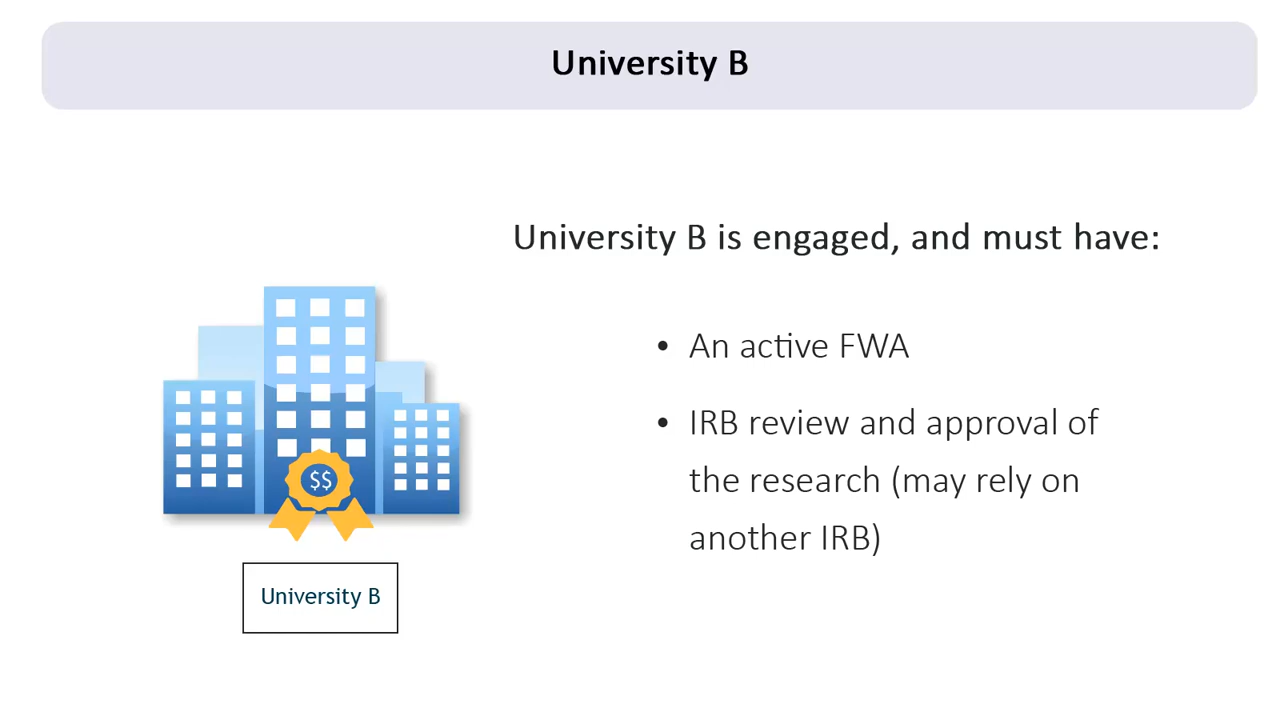 University B
University B is engaged, and must have:
• An active FWA
• IRB review and approval of
the research (may rely on
another IRB)
$$
University B